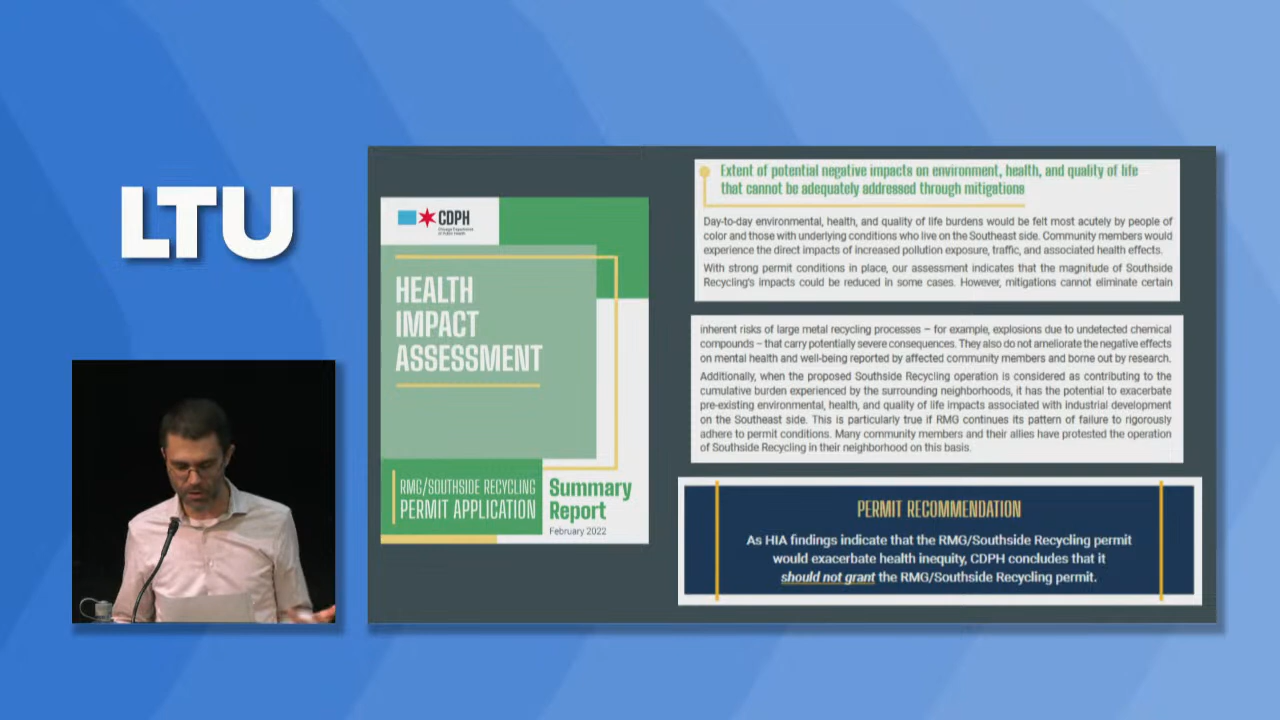 LTU
CDPH
Chicago Department
of Public Health
HEALTH
IMPACT
ASSESSMENT
RMG/SOUTHSIDE RECYCLING
PERMIT APPLICATION
Summary
Report
February 2022
Extent of potential negative impacts on environment, health, and quality of life
that cannot be adequately addressed through mitigations
Day-to-day environmental, health, and quality of life burdens would be felt most acutely by people of
color and those with underlying conditions who live on the Southeast side. Community members would
experience the direct impacts of increased pollution exposure, traffic, and associated health effects.
With strong permit conditions in place, our assessment indicates that the magnitude of Southside
Recycling's impacts could be reduced in some cases. However, mitigations cannot eliminate certain
inherent risks of large metal recycling processes – for example, explosions due to undetected chemical
compounds – that carry potentially severe consequences. They also do not ameliorate the negative effects
on mental health and well-being reported by affected community members and borne out by research.
Additionally, when the proposed Southside Recycling operation is considered as contributing to the
cumulative burden experienced by the surrounding neighborhoods, it has the potential to exacerbate
pre-existing environmental, health, and quality of life impacts associated with industrial development
on the Southeast side. This is particularly true if RMG continues its pattern of failure to rigorously
adhere to permit conditions. Many community members and their allies have protested the operation
of Southside Recycling in their neighborhood on this basis.
PERMIT RECOMMENDATION
As HIA findings indicate that the RMG/Southside Recycling permit
would exacerbate health inequity, CDPH concludes that it
should not grant the RMG/Southside Recycling permit.